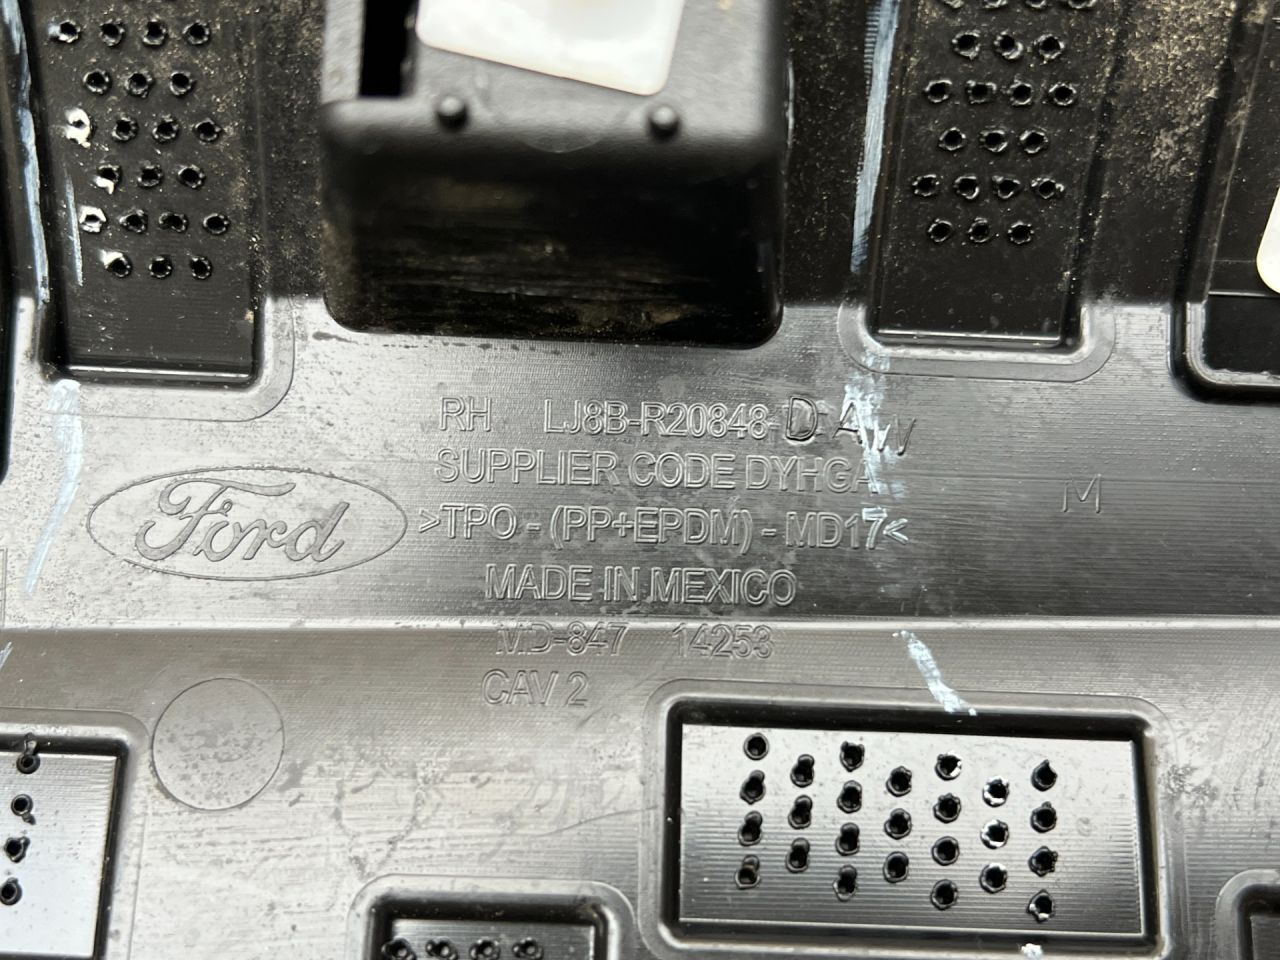 RH LJ8B-R20848-DAW
SUPPLIER CODE DYHGA
Ford
>TPO-(PP+EPDM)-MD17<
M
MADE IN MEXICO
MD-847 14253
CAV 2